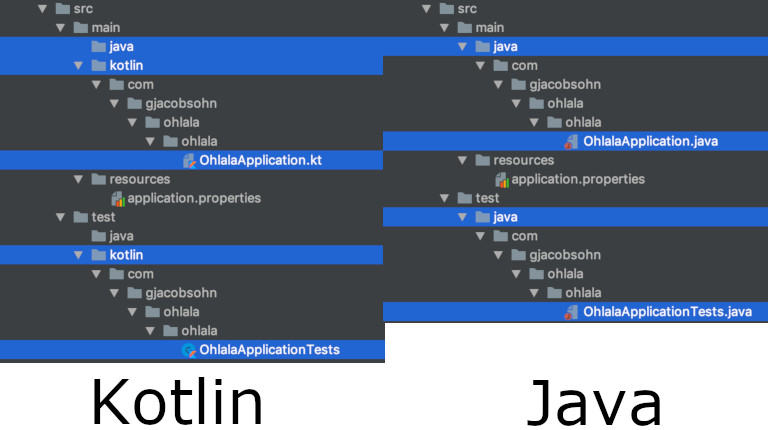 src
main
java
kotlin
com
gjacobsohn
ohlala
ohlala
OhlalaApplication.kt
resources
application.properties
test
java
kotlin
com
gjacobsohn
ohlala
ohlala
OhlalaApplicationTests
Kotlin
src
main
java
com
gjacobsohn
ohlala
ohlala
OhlalaApplication.java
resources
application.properties
test
java
com
gjacobsohn
ohlala
ohlala
OhlalaApplicationTests.java
Java